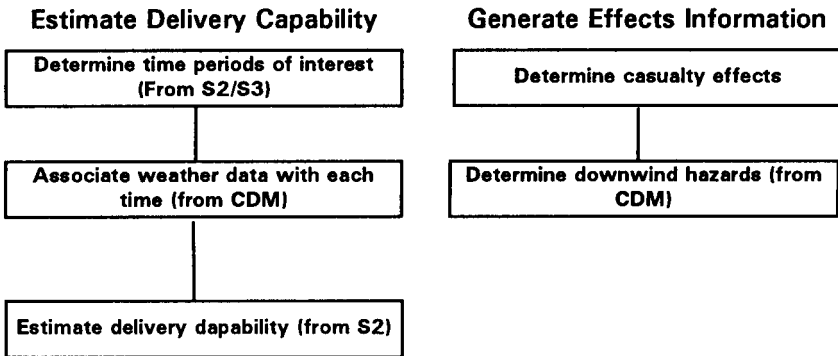 Estimate Delivery Capability
Determine time periods of interest
(From S2/S3)
Associate weather data with each
time (from CDM)
Estimate delivery dapability (from S2)
Generate Effects Information
Determine casualty effects
Determine downwind hazards (from
CDM)